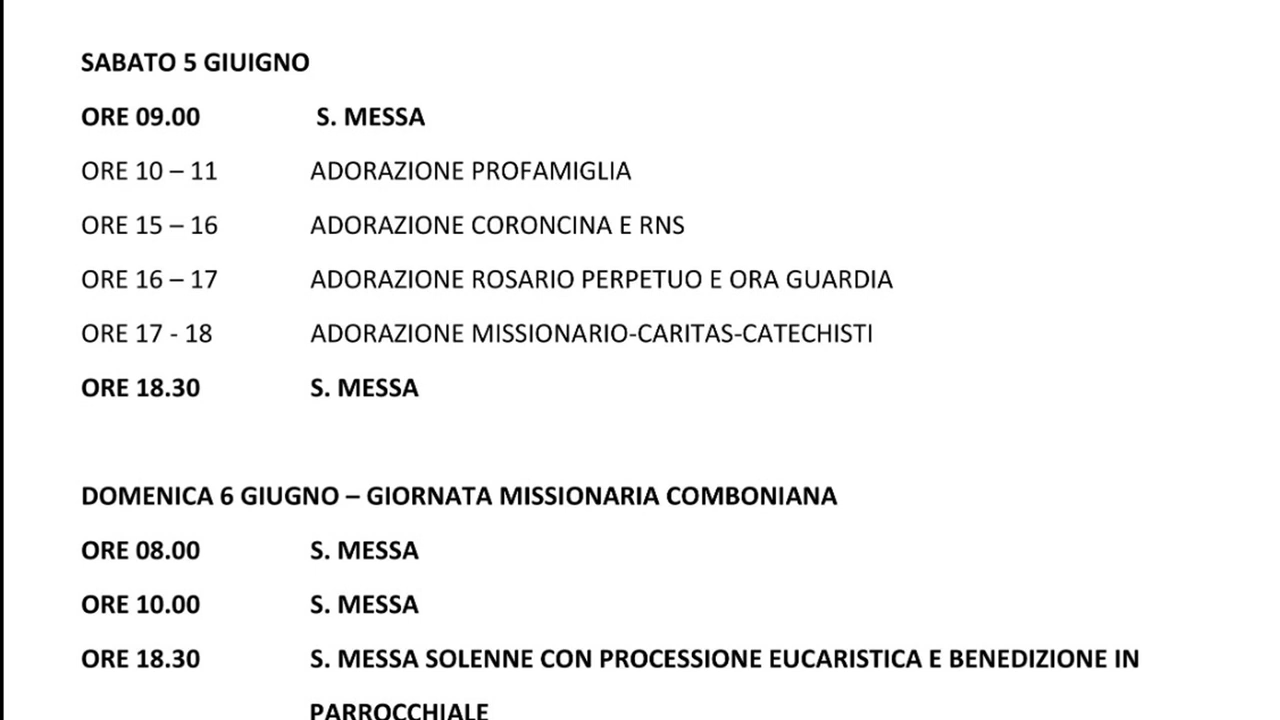 SABATO 5 GIUIGNO
ORE 09.00 S. MESSA
ORE 10 – 11 ADORAZIONE PROFAMIGLIA
ORE 15 – 16 ADORAZIONE CORONCINA E RNS
ORE 16 – 17 ADORAZIONE ROSARIO PERPETUO E ORA GUARDIA
ORE 17 - 18 ADORAZIONE MISSIONARIO-CARITAS-CATECHISTI
ORE 18.30 S. MESSA
DOMENICA 6 GIUGNO – GIORNATA MISSIONARIA COMBONIANA
ORE 08.00 S. MESSA
ORE 10.00 S. MESSA
ORE 18.30 S. MESSA SOLENNE CON PROCESSIONE EUCARISTICA E BENEDIZIONE IN
PARROCCHIALE